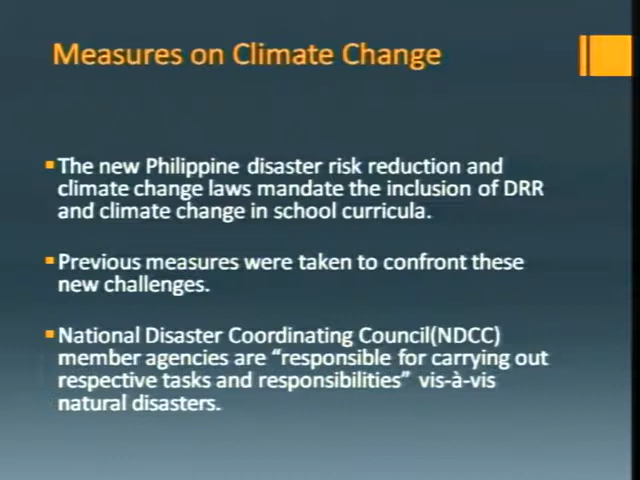 Measures on Climate Change
The new Philippine disaster risk reduction and
climate change laws mandate the inclusion of DRR
and climate change in school curricula.
Previous measures were taken to confront these
new challenges.
National Disaster Coordinating Council(NDCC)
member agencies are “responsible for carrying out
respective tasks and responsibilities” vis-à-vis
natural disasters.